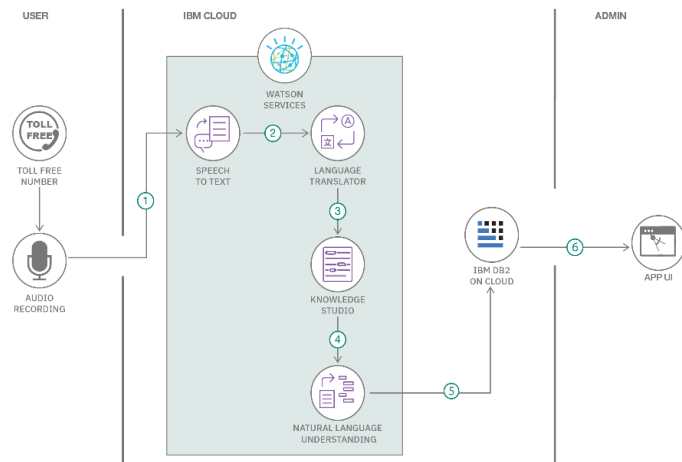 USER
IBM CLOUD
ADMIN
WATSON
SERVICES
TOLL
FREE
TOLL FREE
NUMBER
SPEECH
TO TEXT
2
A
文
LANGUAGE
TRANSLATOR
1
3
AUDIO
RECORDING
KNOWLEDGE
STUDIO
IBM DB2
ON CLOUD
6
APP UI
4
NATURAL LANGUAGE
UNDERSTANDING
5